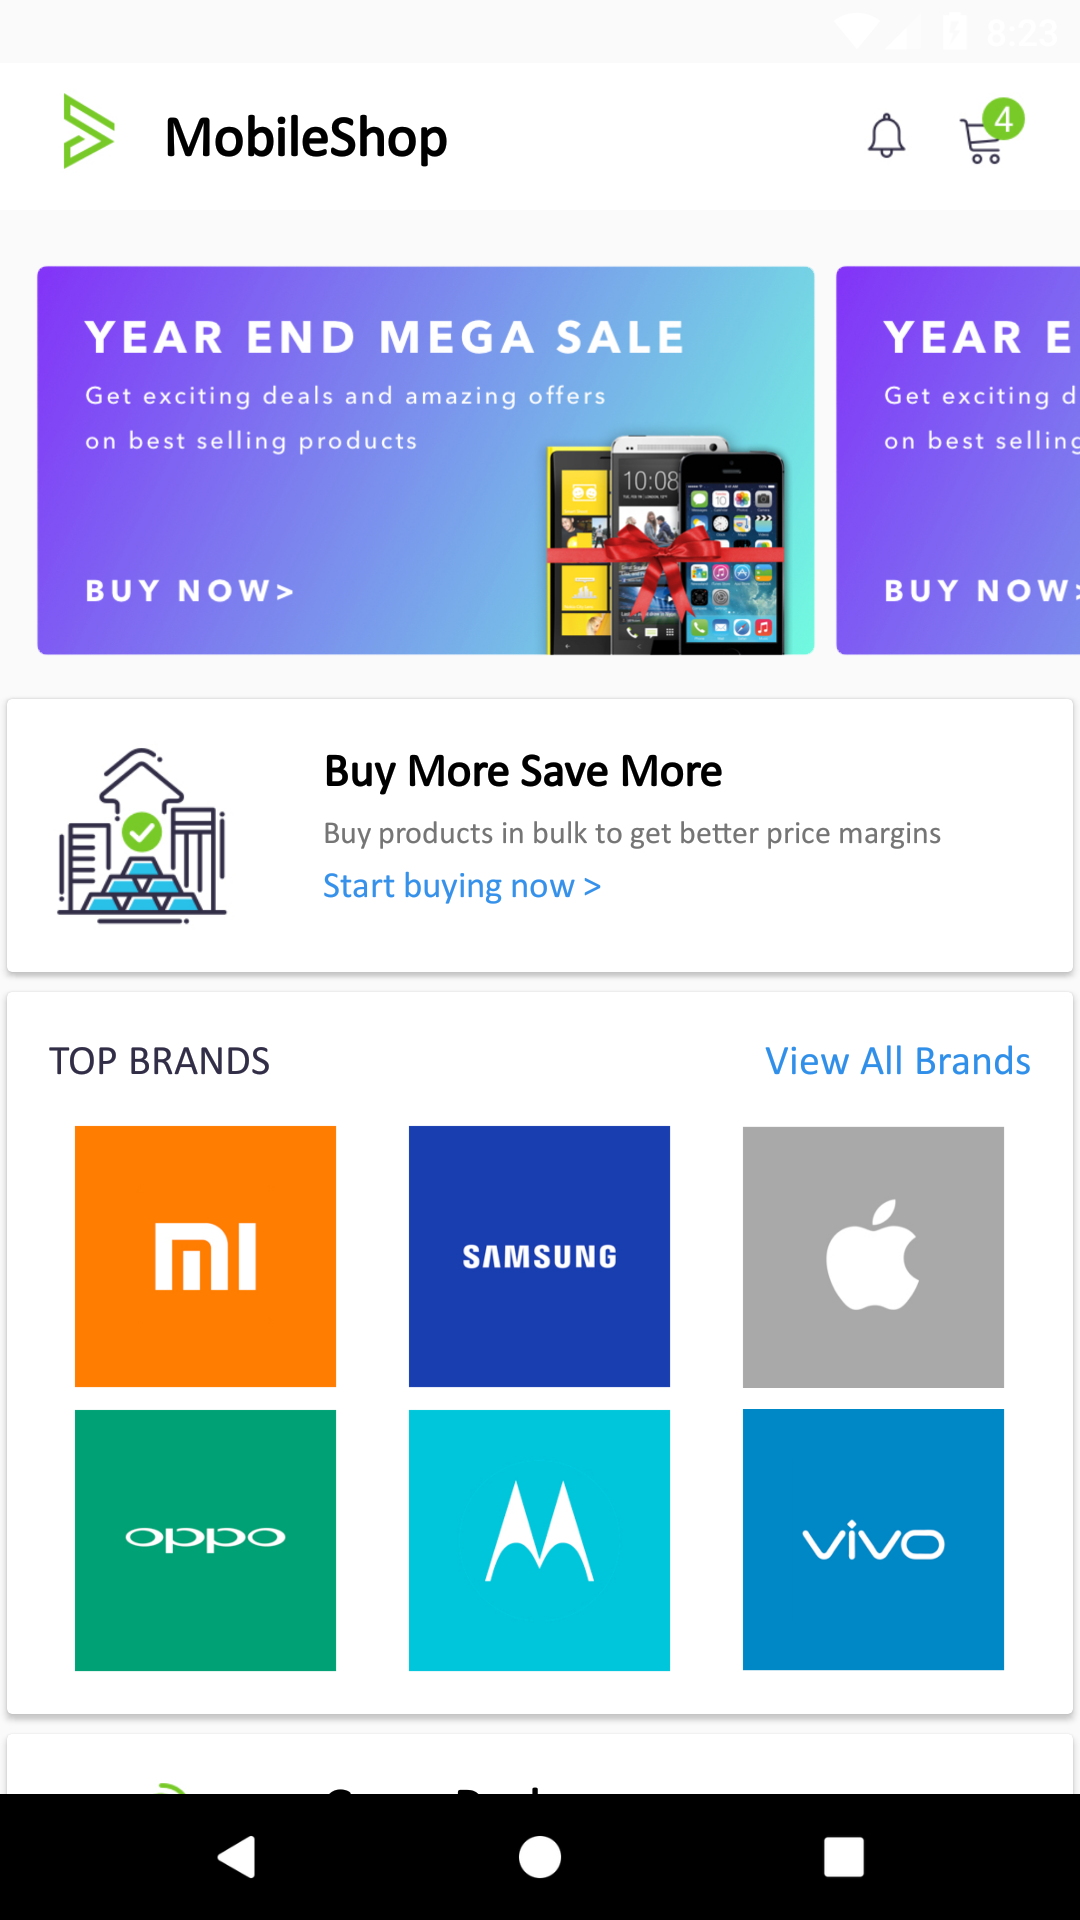 8:23
MobileShop
4
YEAR END MEGA SALE
Get exciting deals and amazing offers
on best selling products
10:08
BUY NOW>
YEAR E
Get exciting d
on best selling
BUY NOW>
Buy More Save More
Buy products in bulk to get better price margins
Start buying now >
TOP BRANDS
View All Brands
mi
SAMSUNG
oppo
vivo